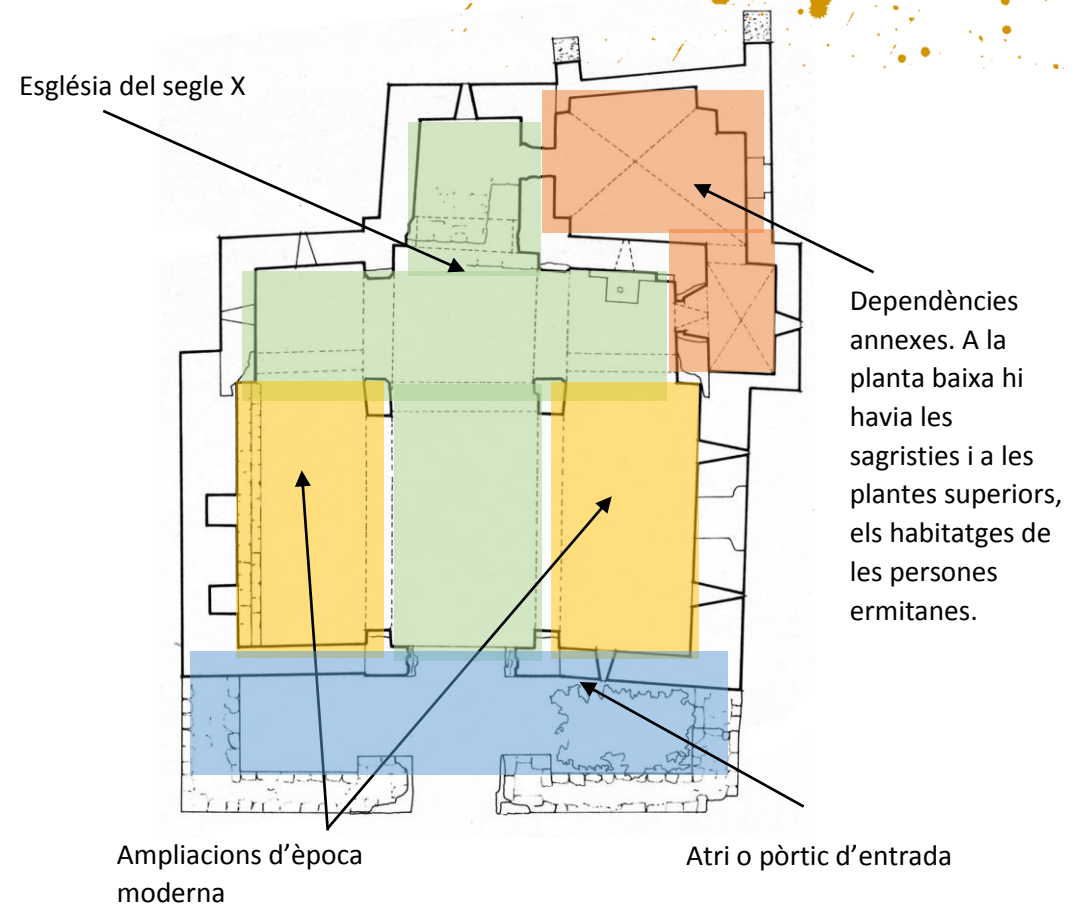 Església del segle X
Dependències
annexes. A la
planta baixa hi
havia les
sagristies i a les
plantes superiors,
els habitatges de
les persones
ermitanes.
Ampliacions d’època
moderna
Atri o pòrtic d’entrada